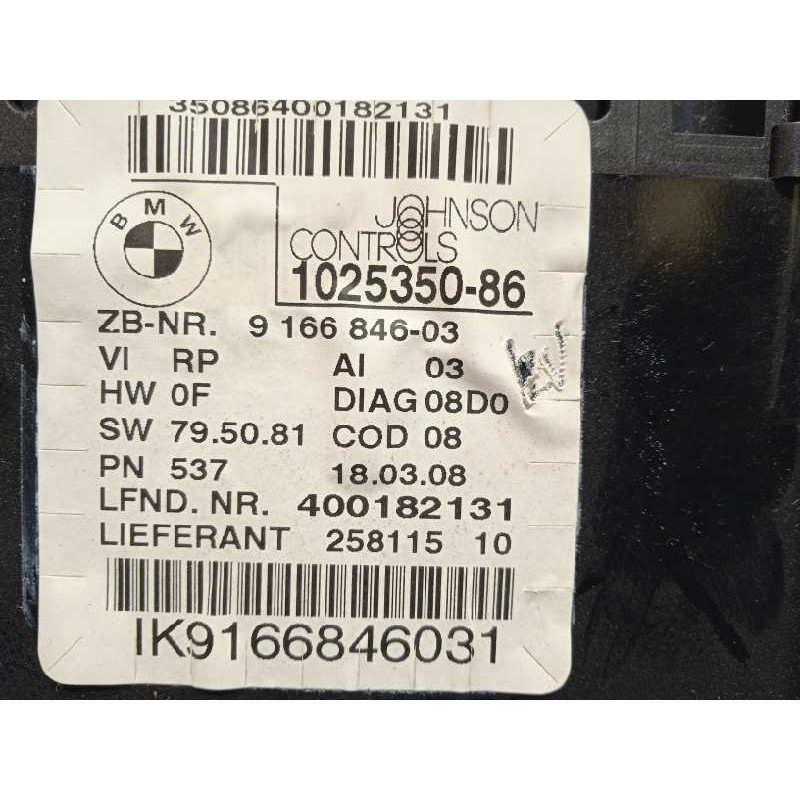 35086400182131
BMW
JOHNSON
CONTROLS
1025350-86
ZB-NR. 9 166 846-03
VI RP AI 03
HW 0F DIAG 08D0
SW 79.50.81 COD 08
PN 537 18.03.08
LFND. NR. 400182131
LIEFERANT 258115 10
IK9166846031